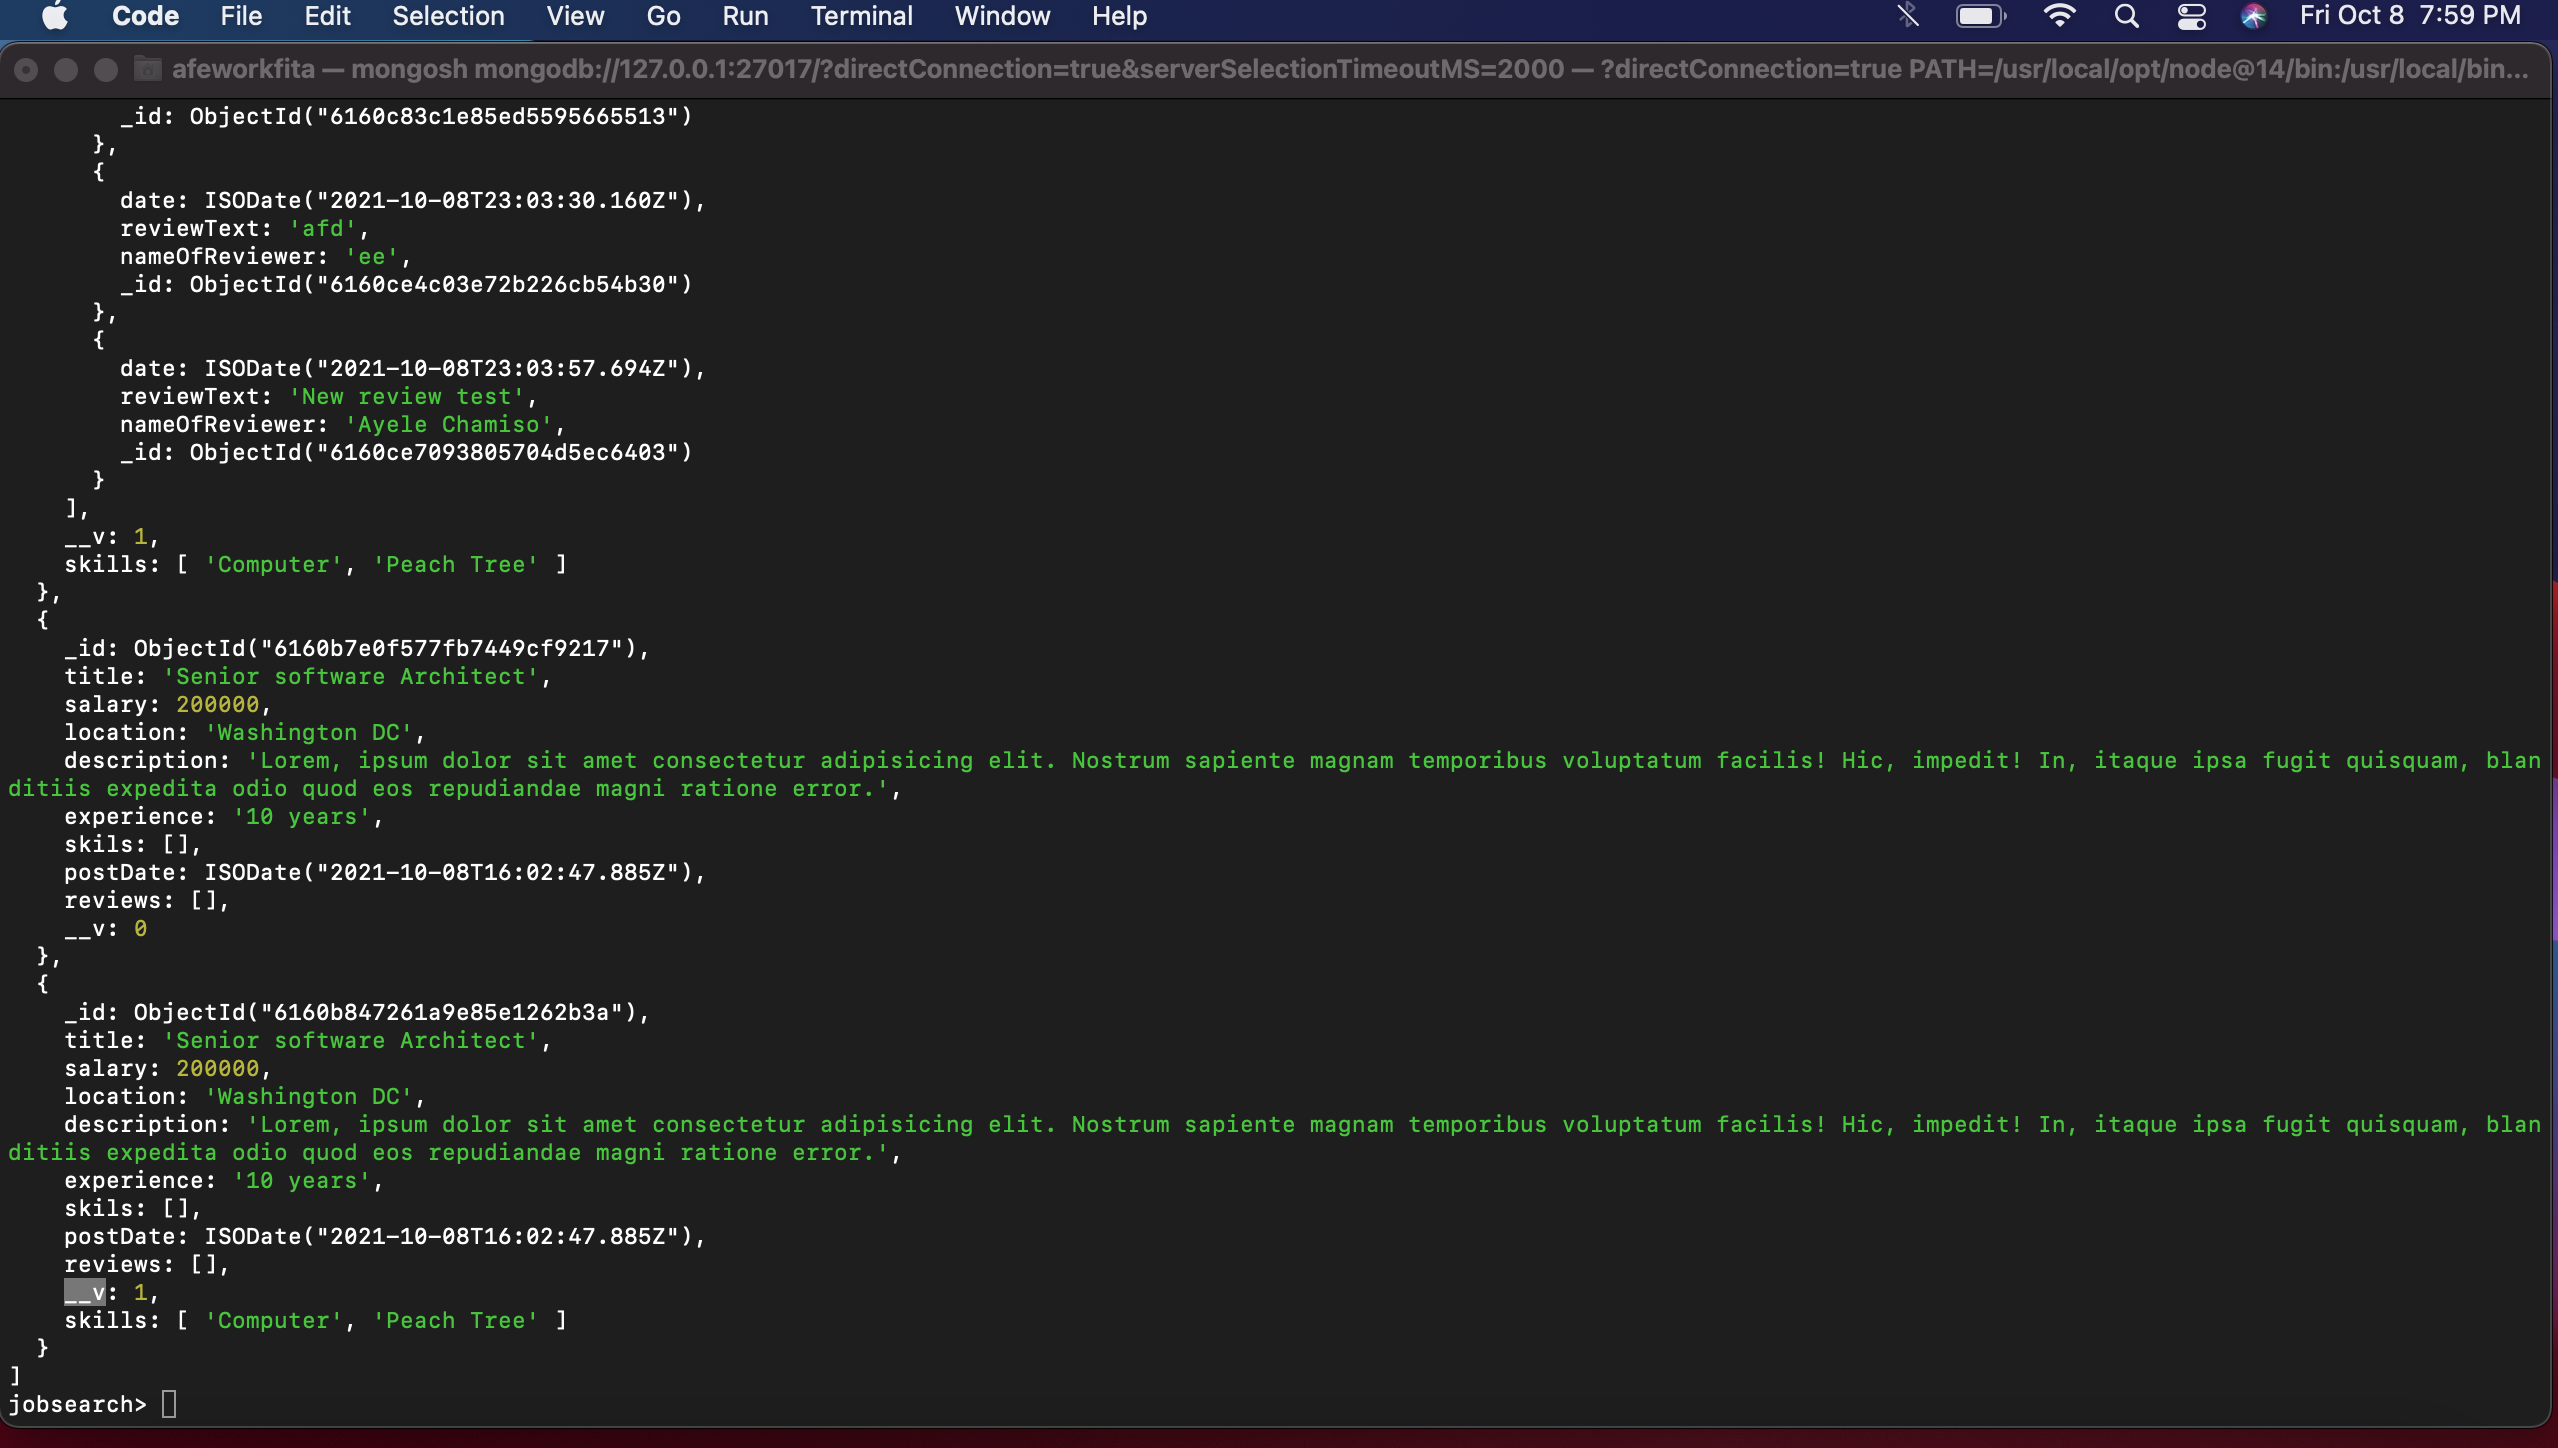 Code File Edit Selection View Go Run Terminal Window Help Fri Oct 8 7:59 PM
afeworkfita — mongosh mongodb://127.0.0.1:27017/?directConnection=true&serverSelectionTimeoutMS=2000 — ?directConnection=true PATH=/usr/local/opt/node@14/bin:/usr/local/bin...
_id: ObjectId("6160c83c1e85ed5595665513")
},
{
date: ISODate("2021-10-08T23:03:30.160Z"),
reviewText: 'afd',
nameOfReviewer: 'ee',
_id: ObjectId("6160ce4c03e72b226cb54b30")
},
{
date: ISODate("2021-10-08T23:03:57.694Z"),
reviewText: 'New review test',
nameOfReviewer: 'Ayele Chamiso',
_id: ObjectId("6160ce7093805704d5ec6403")
}
],
__v: 1,
skills: [ 'Computer', 'Peach Tree' ]
},
{
_id: ObjectId("6160b7e0f577fb7449cf9217"),
title: 'Senior software Architect',
salary: 200000,
location: 'Washington DC',
description: 'Lorem, ipsum dolor sit amet consectetur adipisicing elit. Nostrum sapiente magnam temporibus voluptatum facilis! Hic, impedit! In, itaque ipsa fugit quisquam, blan
ditiis expedita odio quod eos repudiandae magni ratione error.',
experience: '10 years',
skils: [],
postDate: ISODate("2021-10-08T16:02:47.885Z"),
reviews: [],
__v: 0
},
{
_id: ObjectId("6160b847261a9e85e1262b3a"),
title: 'Senior software Architect',
salary: 200000,
location: 'Washington DC',
description: 'Lorem, ipsum dolor sit amet consectetur adipisicing elit. Nostrum sapiente magnam temporibus voluptatum facilis! Hic, impedit! In, itaque ipsa fugit quisquam, blan
ditiis expedita odio quod eos repudiandae magni ratione error.',
experience: '10 years',
skils: [],
postDate: ISODate("2021-10-08T16:02:47.885Z"),
reviews: [],
__v: 1,
skills: [ 'Computer', 'Peach Tree' ]
}
]
jobsearch>